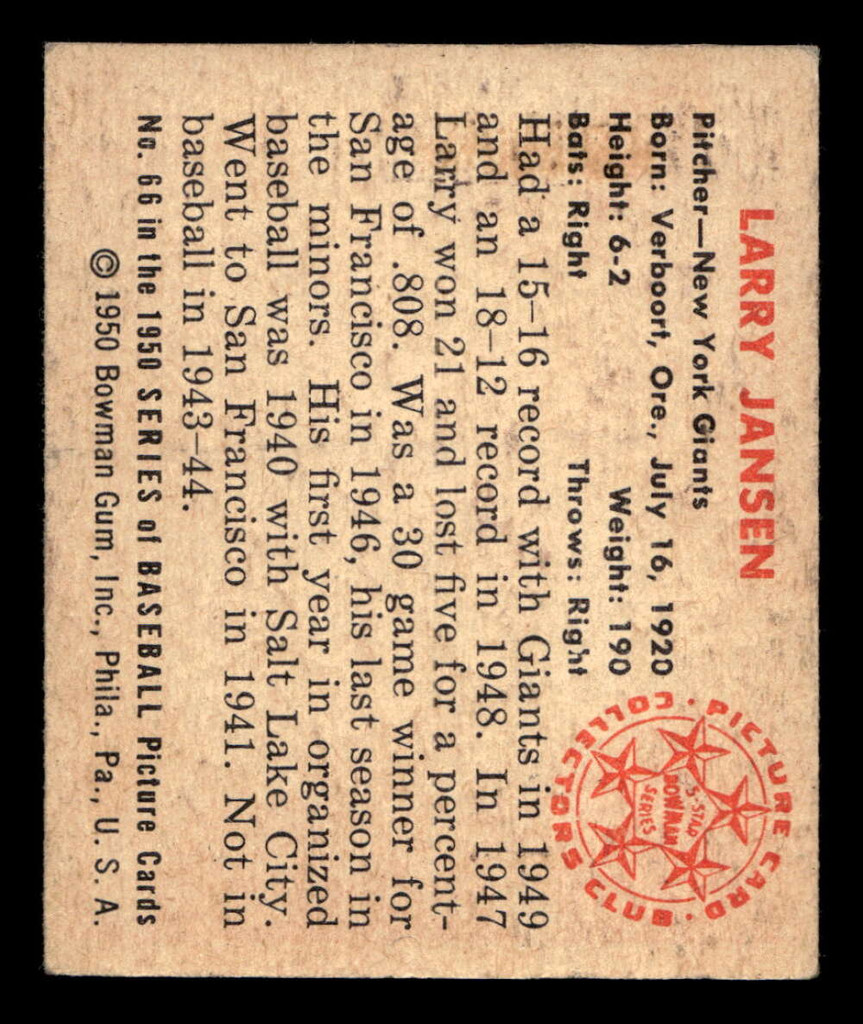 LARRY JANSEN
Pitcher—New York Giants
Born: Verboort, Ore., July 16, 1920
Height: 6-2 Weight: 190
Bats: Right Throws: Right
PICTURE CARD · COLLECTORS CLUB ·
5-STAR
BOWMAN
SERIES
Had a 15-16 record with Giants in 1949
and an 18-12 record in 1948. In 1947
Larry won 21 and lost five for a percent-
age of .808. Was a 30 game winner for
San Francisco in 1946, his last season in
the minors. His first year in organized
baseball was 1940 with Salt Lake City.
Went to San Francisco in 1941. Not in
baseball in 1943-44.
No. 66 in the 1950 SERIES of BASEBALL Picture Cards
© 1950 Bowman Gum, Inc., Phila., Pa., U. S. A.